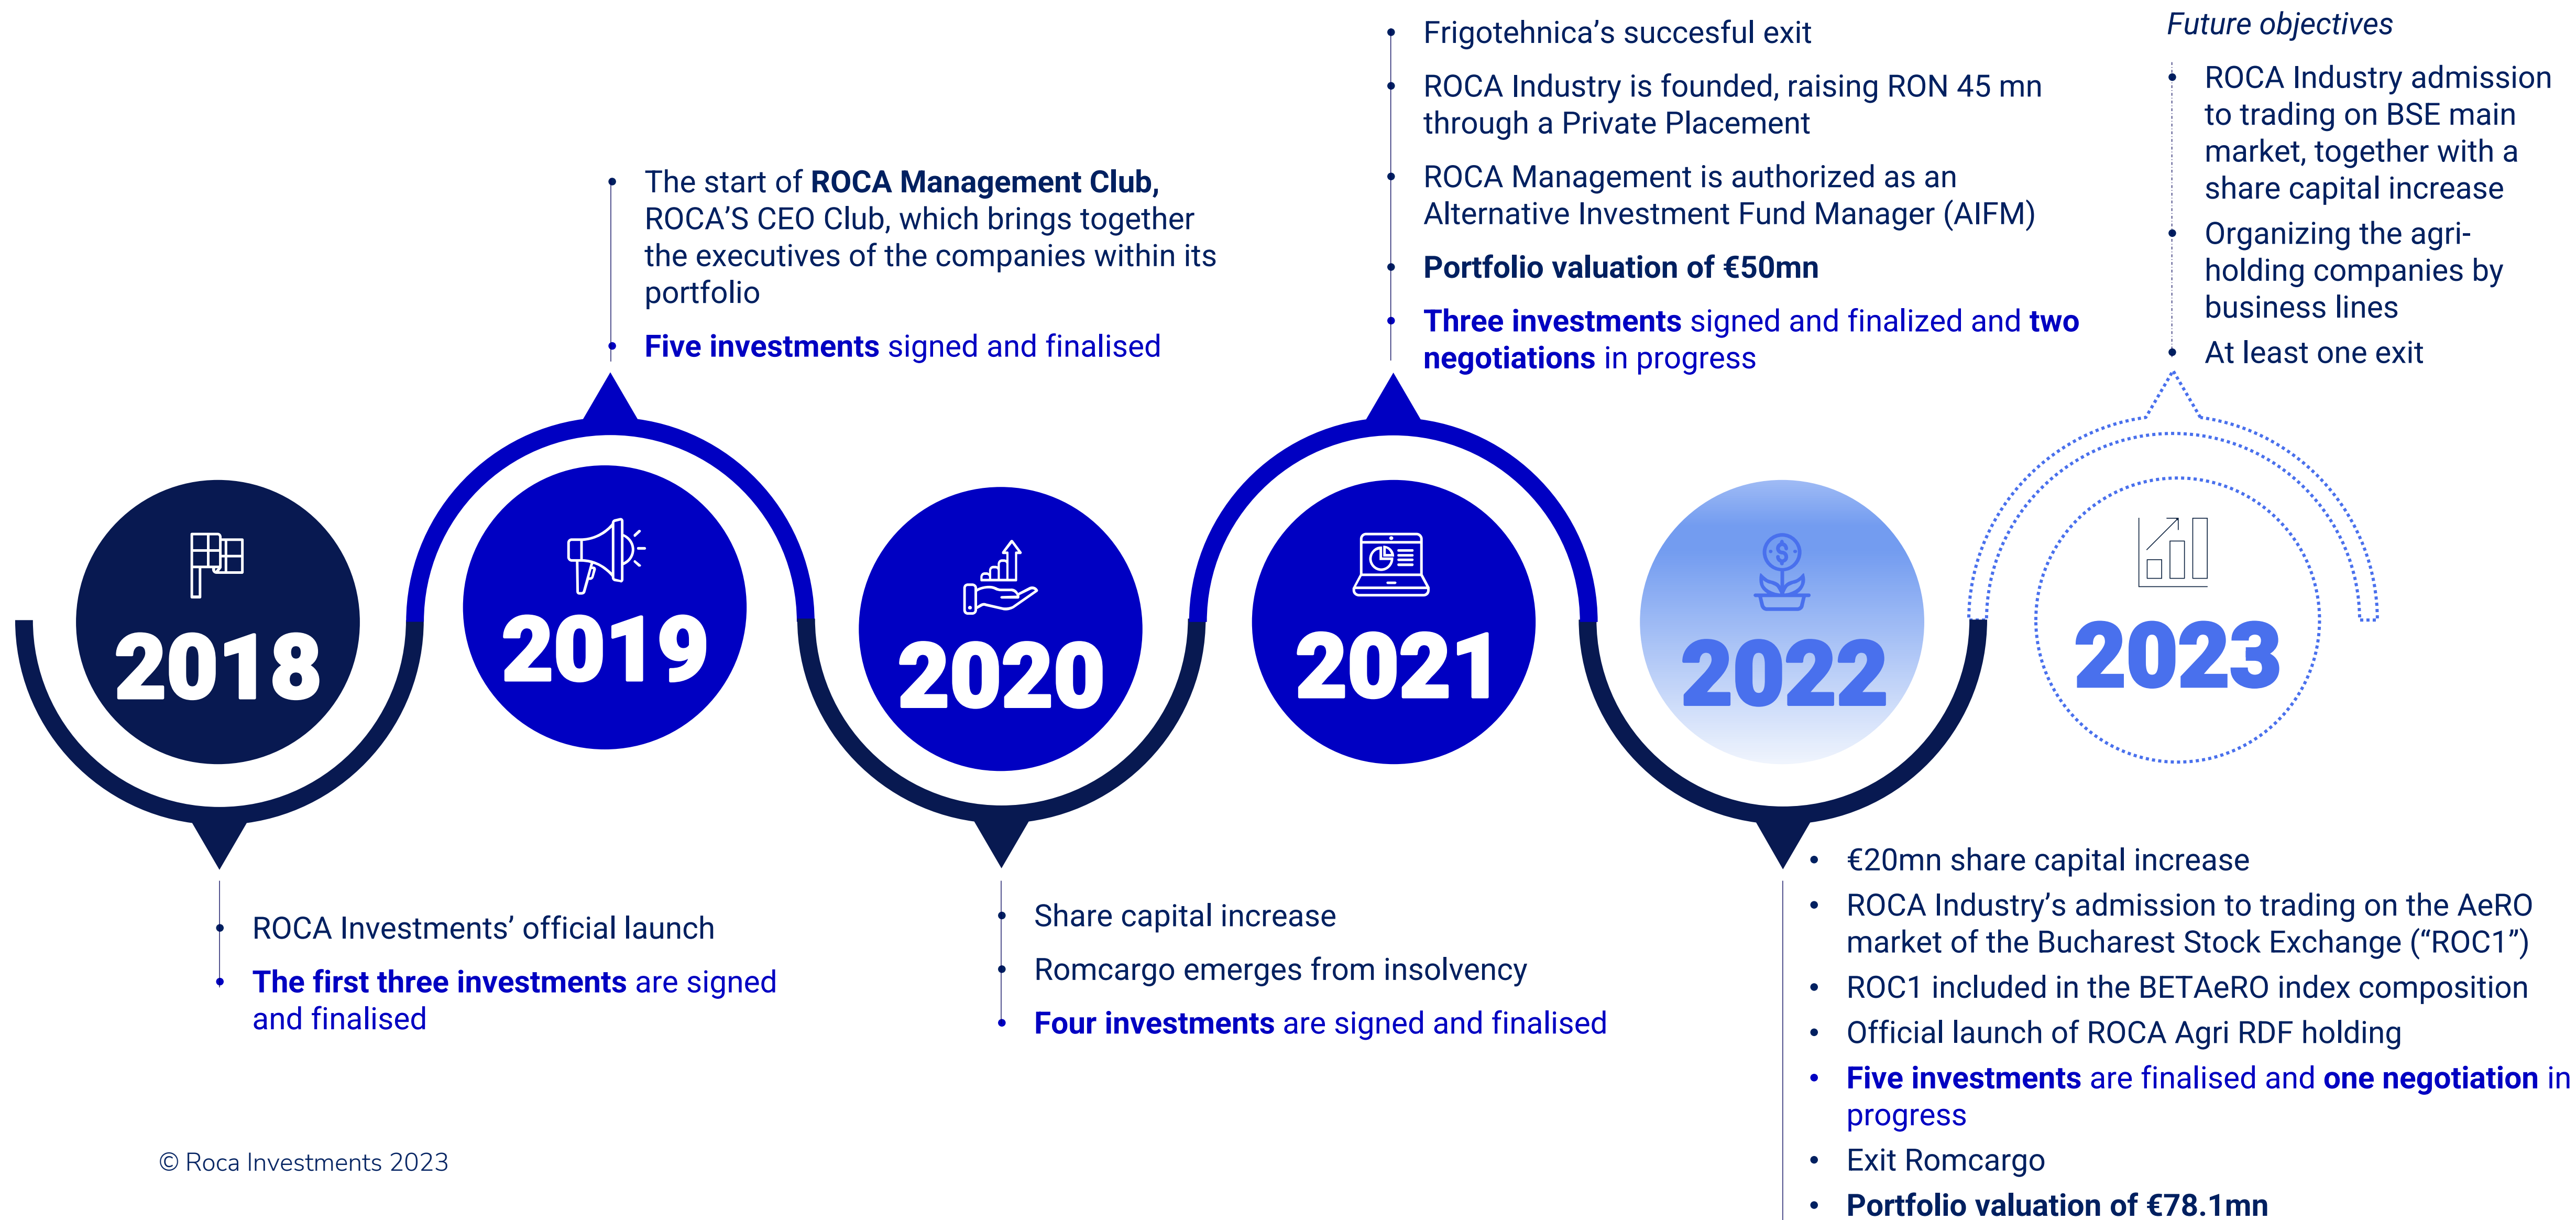 2018
ROCA Investments’ official launch
The first three investments are signed
and finalised
2019
The start of ROCA Management Club,
ROCA’S CEO Club, which brings together
the executives of the companies within its
portfolio
Five investments signed and finalised
2020
Share capital increase
Romcargo emerges from insolvency
Four investments are signed and finalised
2021
Frigotehnica’s succesful exit
ROCA Industry is founded, raising RON 45 mn
through a Private Placement
ROCA Management is authorized as an
Alternative Investment Fund Manager (AIFM)
Portfolio valuation of €50mn
Three investments signed and finalized and two
negotiations in progress
2022
€20mn share capital increase
ROCA Industry’s admission to trading on the AeRO
market of the Bucharest Stock Exchange (“ROC1”)
ROC1 included in the BETAeRO index composition
Official launch of ROCA Agri RDF holding
Five investments are finalised and one negotiation in
progress
Exit Romcargo
Portfolio valuation of €78.1mn
2023
Future objectives
ROCA Industry admission
to trading on BSE main
market, together with a
share capital increase
Organizing the agri-
holding companies by
business lines
At least one exit
© Roca Investments 2023